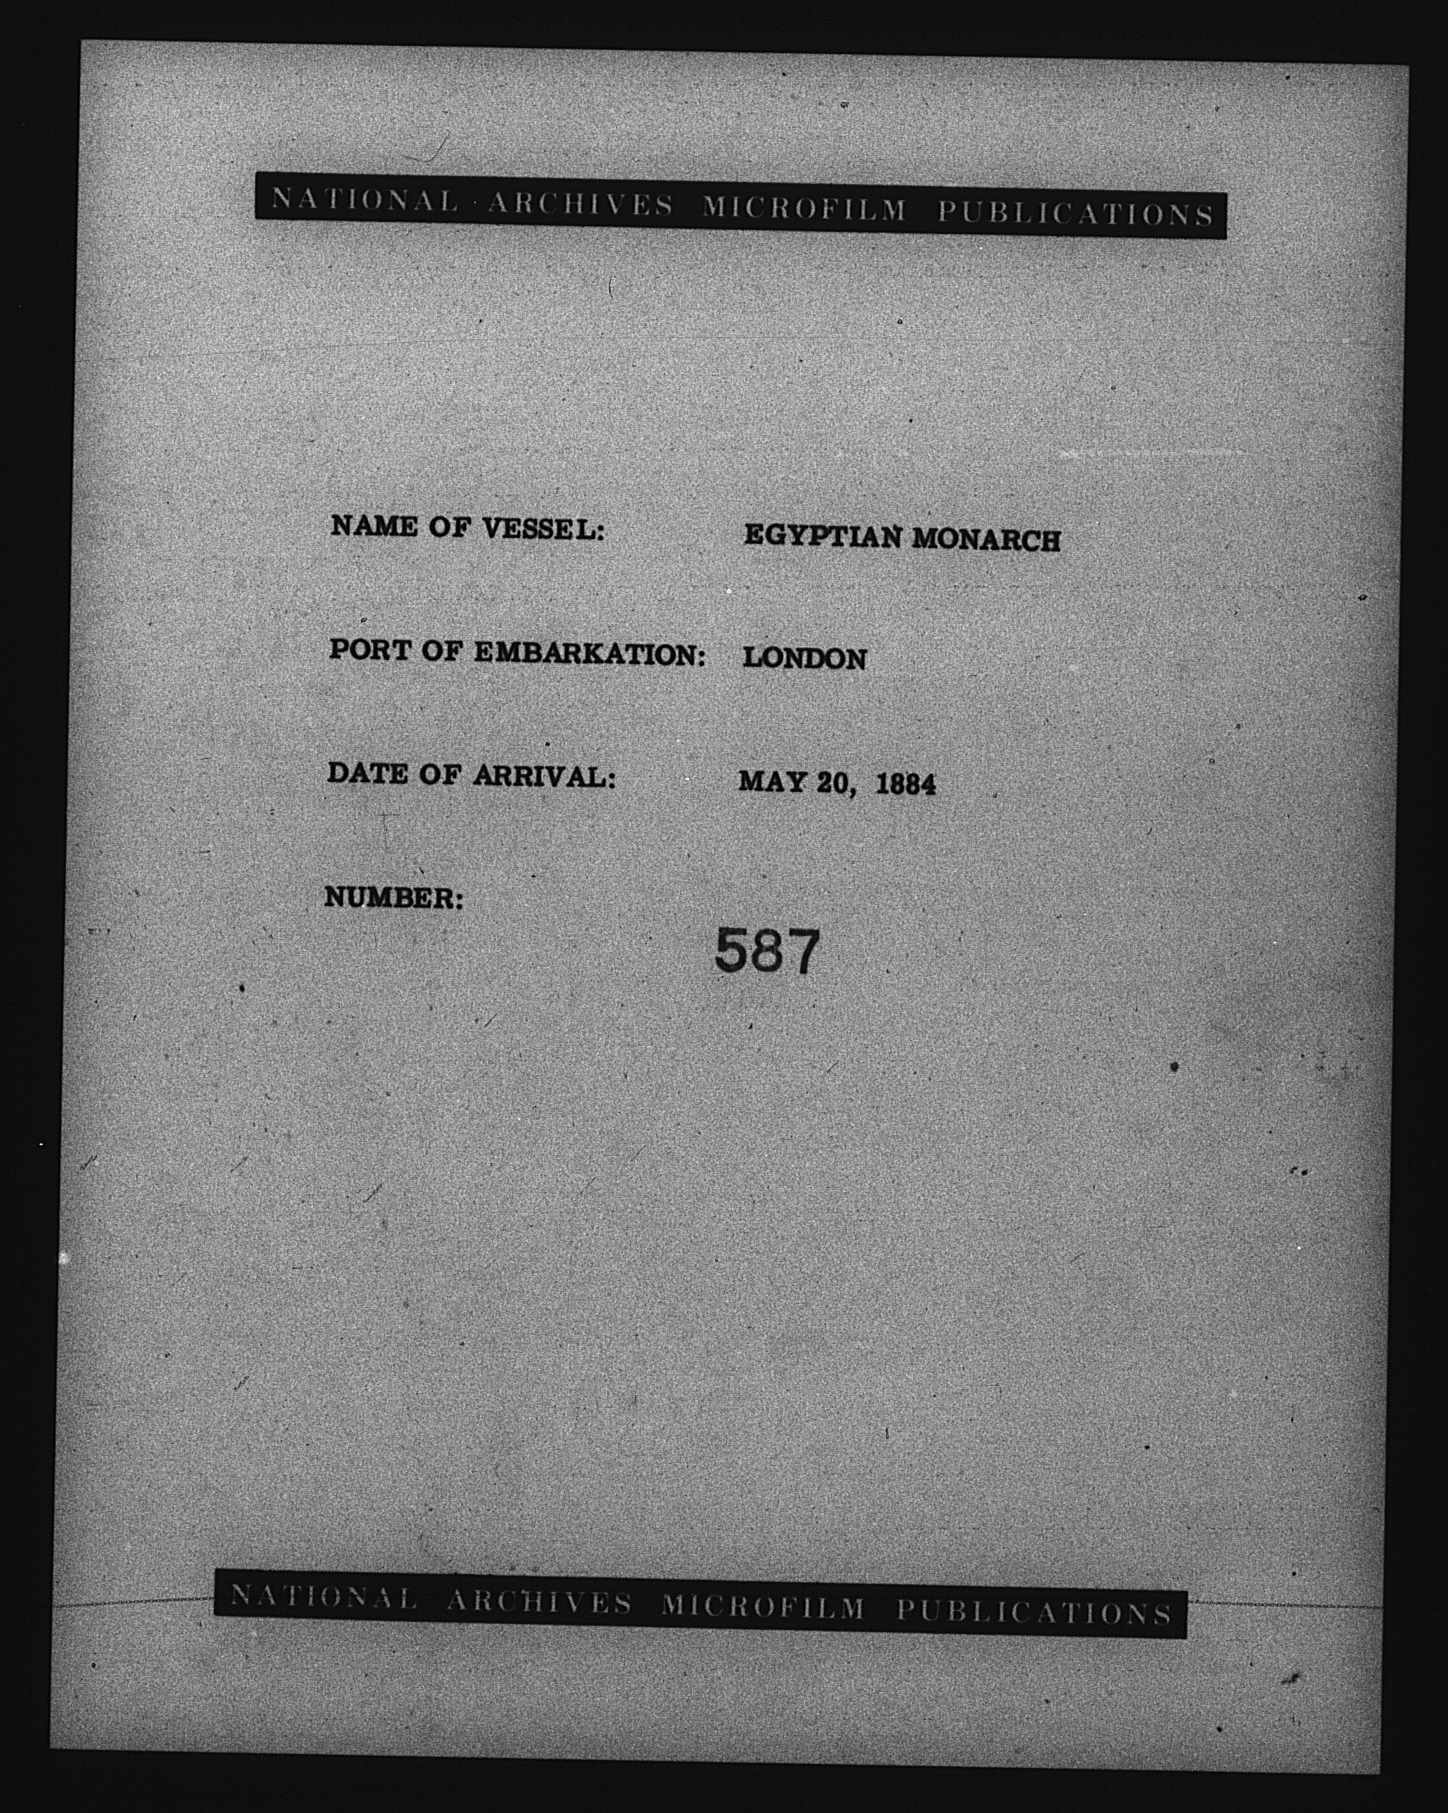 NATIONAL ARCHIVES MICROFILM PUBLICATIONS
NAME OF VESSEL: EGYPTIAN MONARCH
PORT OF EMBARKATION: LONDON
DATE OF ARRIVAL: MAY 20, 1884
NUMBER:
587
NATIONAL ARCHIVES MICROFILM PUBLICATIONS